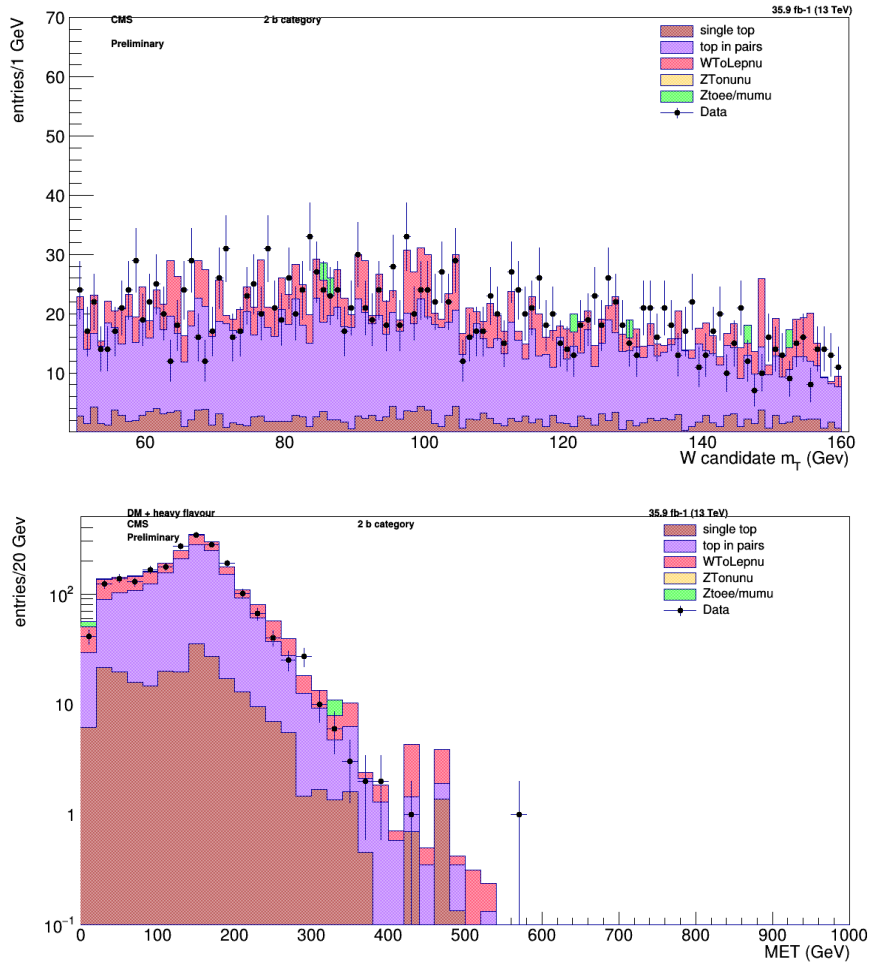 35.9 fb-1 (13 TeV)
CMS
2 b category
Preliminary
entries/1 GeV
70
60
50
40
30
20
10
single top
top in pairs
WToLepnu
ZTonunu
Ztoee/mumu
Data
60 80 100 120 140 160
W candidate mT (Gev)
DM + heavy flavour
35.9 fb-1 (13 TeV)
CMS
2 b category
Preliminary
entries/20 Gev
10²
10
1
10⁻¹
single top
top in pairs
WToLepnu
ZTonunu
Ztoee/mumu
Data
0 100 200 300 400 500 600 700 800 900 1000
MET (GeV)